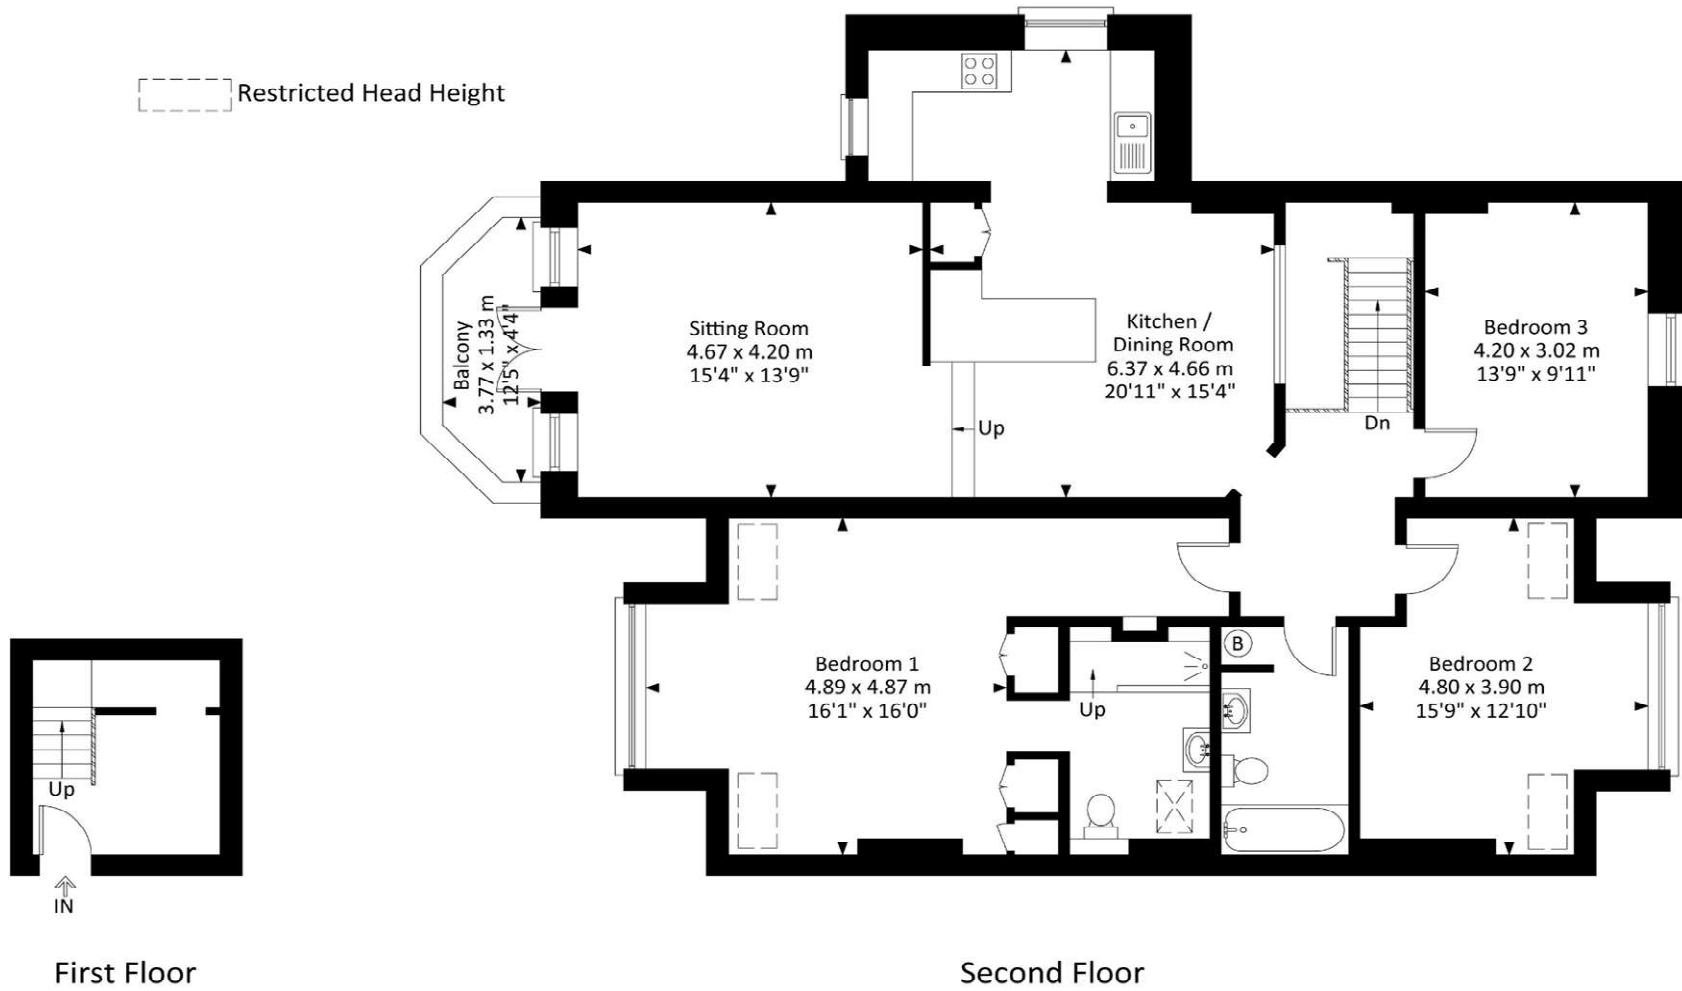 Restricted Head Height
Balcony
3.77 x 1.33 m
12'5" x 4'4"
Sitting Room
4.67 x 4.20 m
15'4" x 13'9"
Kitchen /
Dining Room
6.37 x 4.66 m
20'11" x 15'4"
Up
Dn
Bedroom 3
4.20 x 3.02 m
13'9" x 9'11"
Bedroom 1
4.89 x 4.87 m
16'1" x 16'0"
Up
B
Bedroom 2
4.80 x 3.90 m
15'9" x 12'10"
Up
IN
First Floor
Second Floor